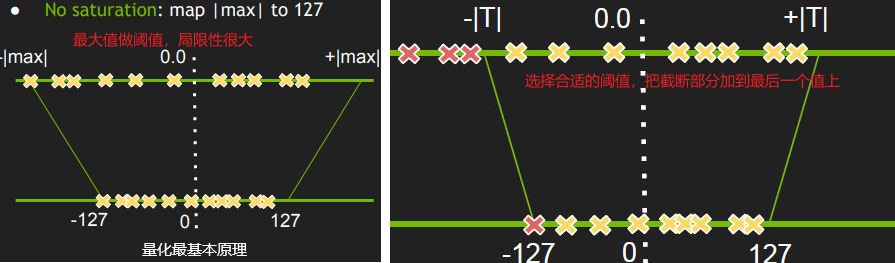 • No saturation: map |max| to 127
最大值做阈值，局限性很大
-|max| 0.0 +|max|
-127 0 127
量化最基本原理
-|T| 0.0 +|T|
选择合适的阈值，把截断部分加到最后一个值上
-127 0 127